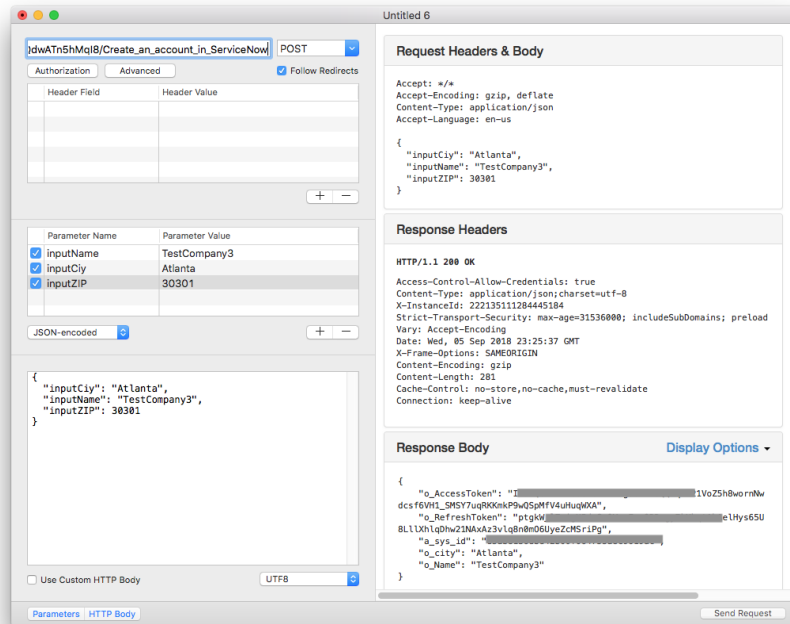 Untitled 6
dwATn5hMqI8/Create_an_account_in_ServiceNow
POST
Authorization
Advanced
Follow Redirects
Header Field
Header Value
+
−
Parameter Name
Parameter Value
inputName
TestCompany3
inputCiy
Atlanta
inputZIP
30301
JSON-encoded
+
−
{
"inputCiy": "Atlanta",
"inputName": "TestCompany3",
"inputZIP": 30301
}
Use Custom HTTP Body
UTF8
Parameters
HTTP Body
Request Headers & Body
Accept: */*
Accept-Encoding: gzip, deflate
Content-Type: application/json
Accept-Language: en-us
{
"inputCiy": "Atlanta",
"inputName": "TestCompany3",
"inputZIP": 30301
}
Response Headers
HTTP/1.1 200 OK
Access-Control-Allow-Credentials: true
Content-Type: application/json;charset=utf-8
X-InstanceId: 222135111284445184
Strict-Transport-Security: max-age=31536000; includeSubDomains; preload
Vary: Accept-Encoding
Date: Wed, 05 Sep 2018 23:25:37 GMT
X-Frame-Options: SAMEORIGIN
Content-Encoding: gzip
Content-Length: 281
Cache-Control: no-store,no-cache,must-revalidate
Connection: keep-alive
Response Body
Display Options
{
"o_AccessToken": "I 1VoZ5h8wornNw
dcsf6VH1_SMSY7uqRKKmkP9wQSpMfV4uHuqWXA",
"o_RefreshToken": "ptgkW elHys65U
8LllXhlqDhw21NAxAz3vlq8n0mO6UyeZcMSriPg",
"a_sys_id": "
"o_city": "Atlanta",
"o_Name": "TestCompany3"
}
Send Request